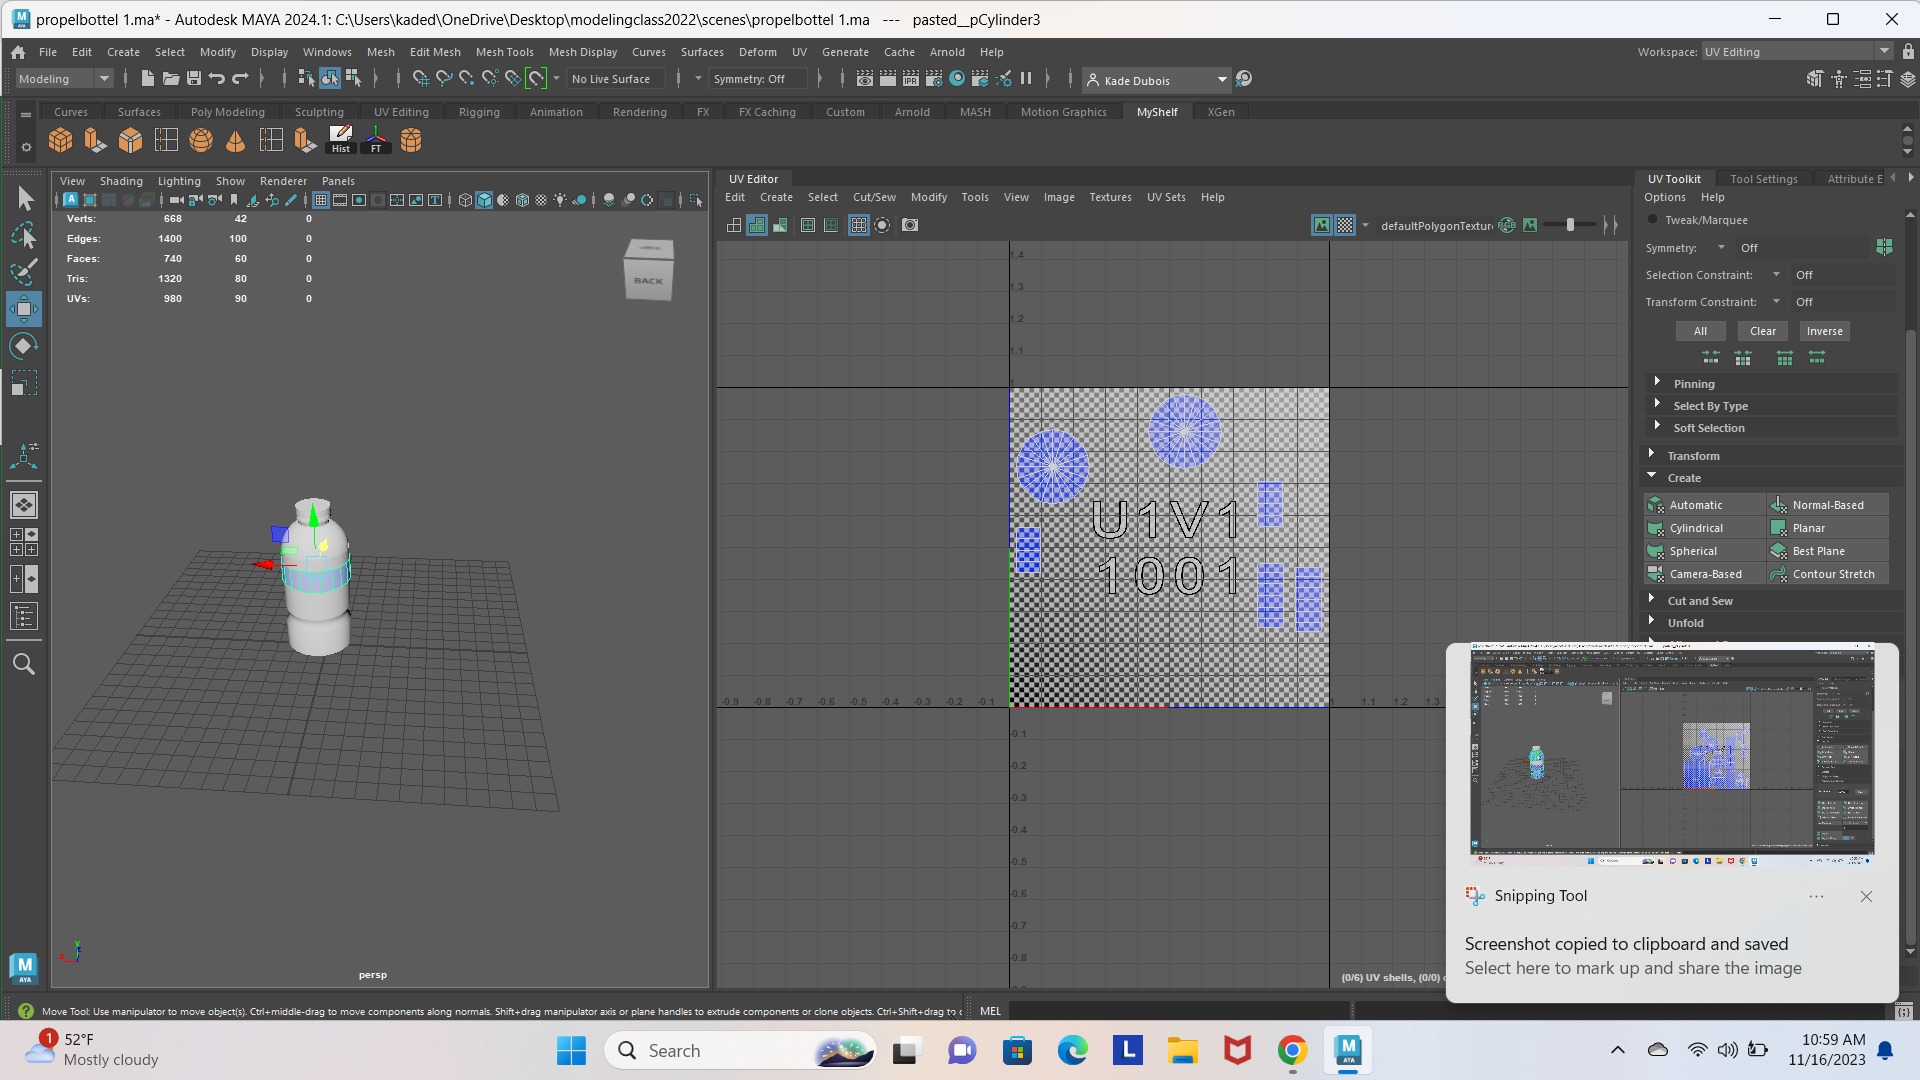 propelbottel 1.ma* - Autodesk MAYA 2024.1: C:\Users\kaded\OneDrive\Desktop\modelingclass2022\scenes\propelbottel 1.ma --- pasted__pCylinder3
File Edit Create Select Modify Display Windows Mesh Edit Mesh Mesh Tools Mesh Display Curves Surfaces Deform UV Generate Cache Arnold Help
Workspace: UV Editing
Modeling
No Live Surface
Symmetry: Off
Kade Dubois
Curves Surfaces Poly Modeling Sculpting UV Editing Rigging Animation Rendering FX FX Caching Custom Arnold MASH Motion Graphics MyShelf XGen
Hist FT
View Shading Lighting Show Renderer Panels
Verts: 668 42 0
Edges: 1400 100 0
Faces: 740 60 0
Tris: 1320 80 0
UVs: 980 90 0
BACK
persp
UV Editor
Edit Create Select Cut/Sew Modify Tools View Image Textures UV Sets Help
defaultPolygonTextur
1.4
1.3
1.2
1.1
1
U1V1
1001
-0.9 -0.8 -0.7 -0.6 -0.5 -0.4 -0.3 -0.2 -0.1 1 1.1 1.2 1.3
-0.1
-0.2
-0.3
-0.4
-0.5
-0.6
-0.7
-0.8
(0/6) UV shells, (0/0)
UV Toolkit Tool Settings Attribute E
Options Help
Tweak/Marquee
Symmetry: Off
Selection Constraint: Off
Transform Constraint: Off
All Clear Inverse
Pinning
Select By Type
Soft Selection
Transform
Create
Automatic Normal-Based
Cylindrical Planar
Spherical Best Plane
Camera-Based Contour Stretch
Cut and Sew
Unfold
Snipping Tool
Screenshot copied to clipboard and saved
Select here to mark up and share the image
M
AYA
Move Tool: Use manipulator to move object(s). Ctrl+middle-drag to move components along normals. Shift+drag manipulator axis or plane handles to extrude components or clone objects. Ctrl+Shift+drag to c
MEL
1
52°F
Mostly cloudy
Search
L
M
AYA
10:59 AM
11/16/2023